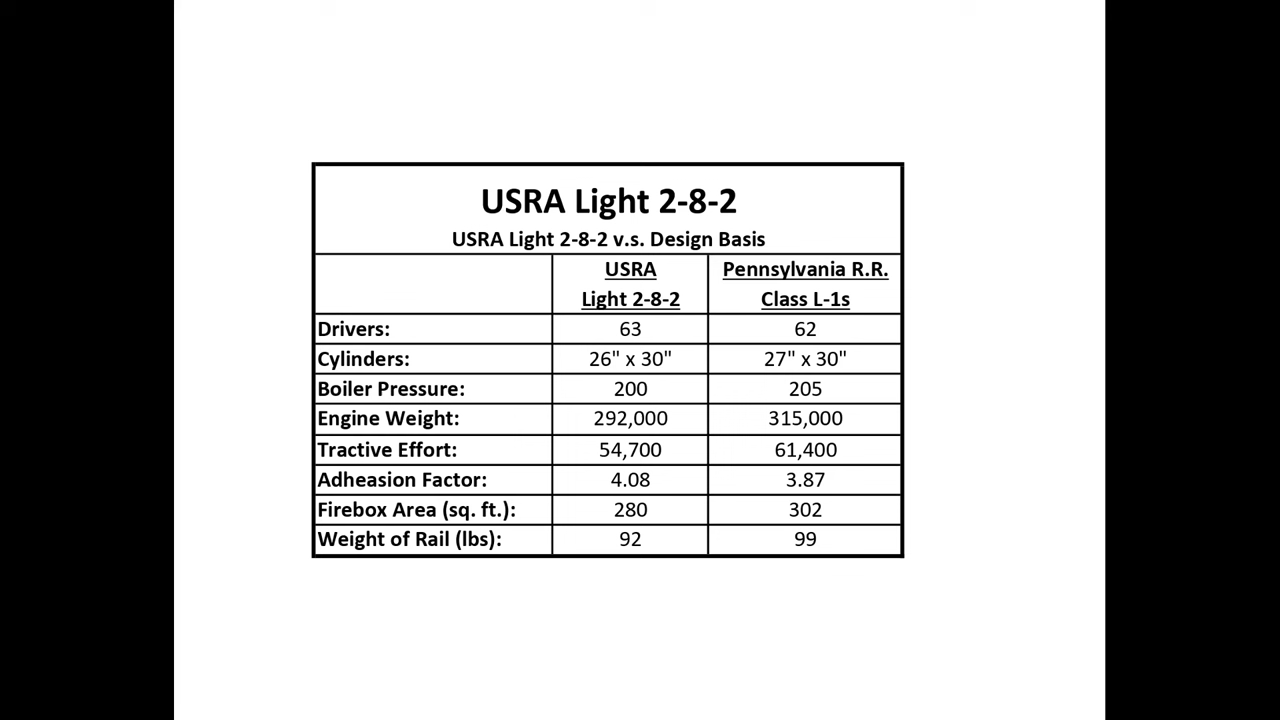 USRA Light 2-8-2
USRA Light 2-8-2 v.s. Design Basis
USRA Pennsylvania R.R.
Light 2-8-2 Class L-1s
Drivers: 63 62
Cylinders: 26" x 30" 27" x 30"
Boiler Pressure: 200 205
Engine Weight: 292,000 315,000
Tractive Effort: 54,700 61,400
Adheasion Factor: 4.08 3.87
Firebox Area (sq. ft.): 280 302
Weight of Rail (lbs): 92 99